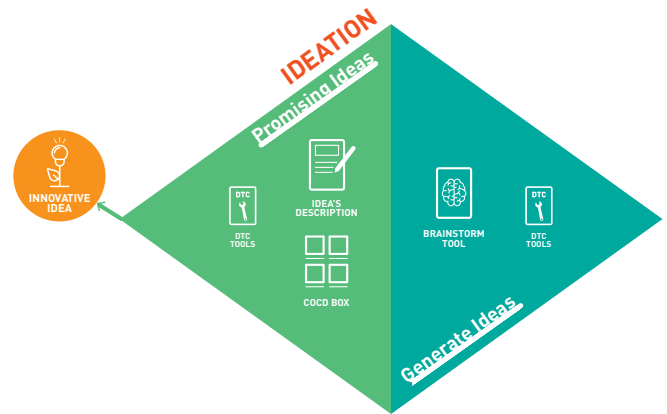 IDEATION
Promising Ideas
INNOVATIVE
IDEA
DTC
DTC
TOOLS
IDEA'S
DESCRIPTION
COCD BOX
BRAINSTORM
TOOL
DTC
DTC
TOOLS
Generate Ideas